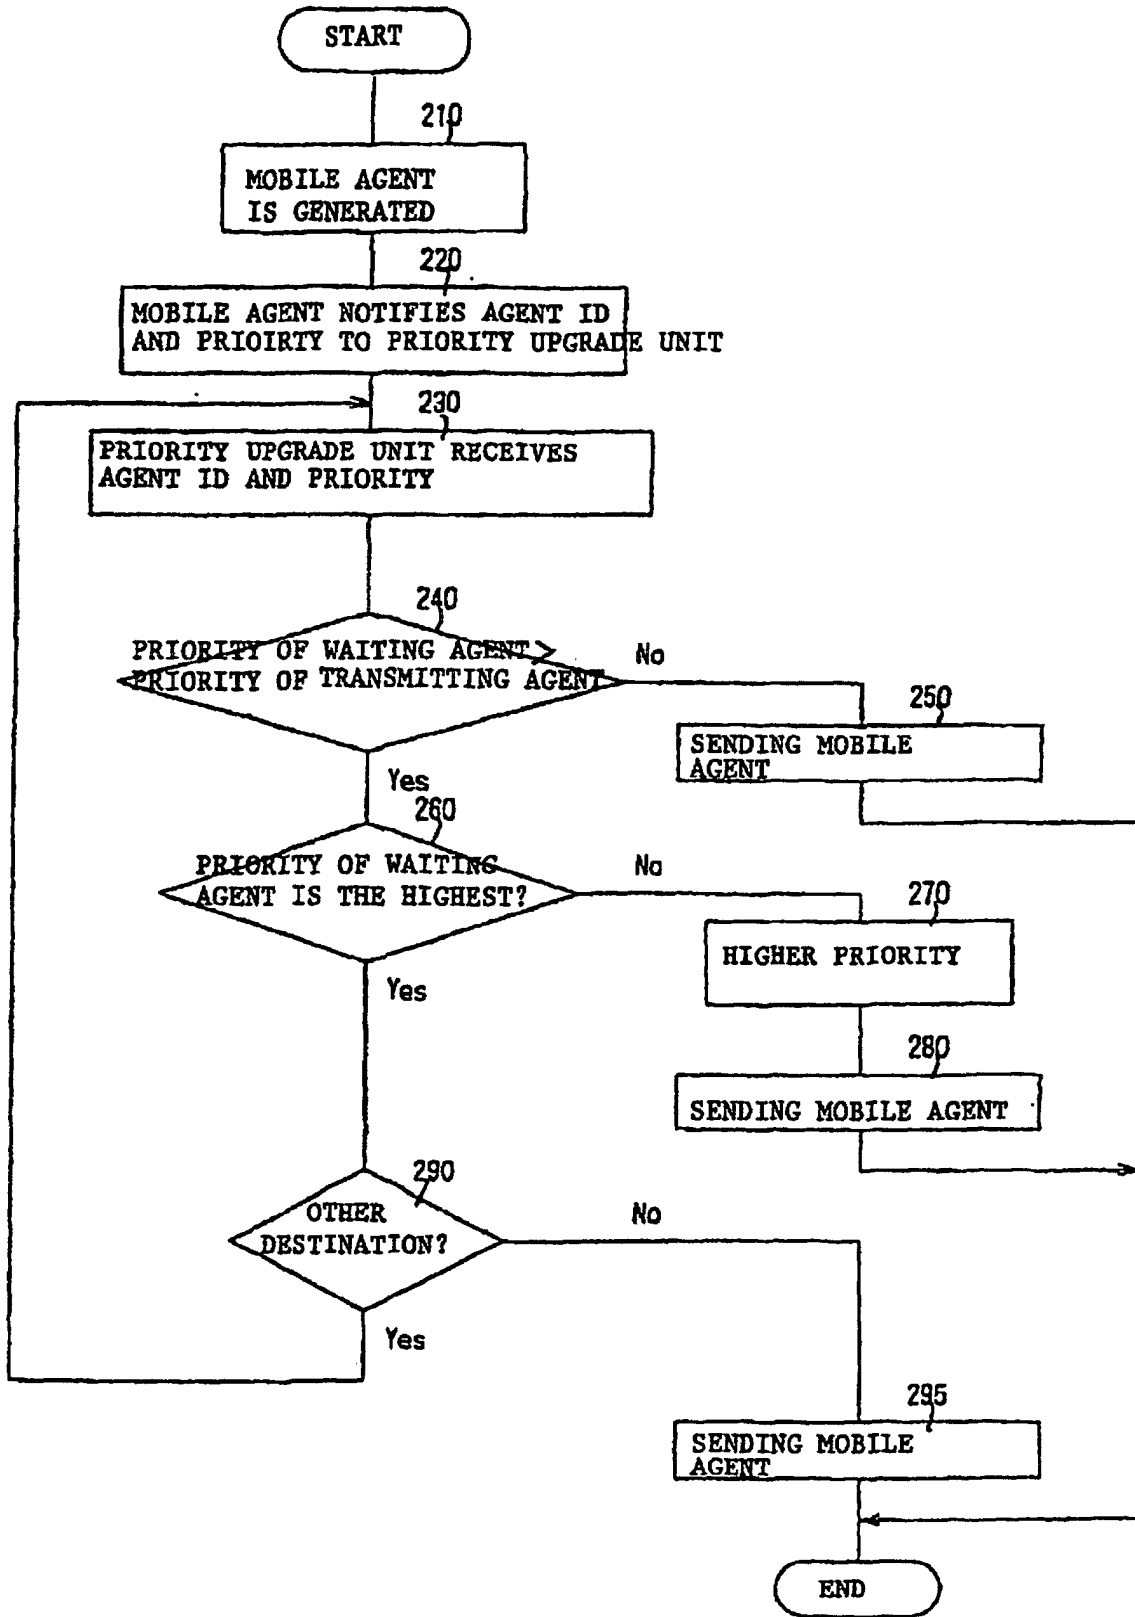 START
210
MOBILE AGENT
IS GENERATED
220
MOBILE AGENT NOTIFIES AGENT ID
AND PRIOIRTY TO PRIORITY UPGRADE UNIT
230
PRIORITY UPGRADE UNIT RECEIVES
AGENT ID AND PRIORITY
240
PRIORITY OF WAITING AGENT >
PRIORITY OF TRANSMITTING AGENT
No
250
SENDING MOBILE
AGENT
Yes
260
PRIORITY OF WAITING
AGENT IS THE HIGHEST?
No
270
HIGHER PRIORITY
Yes
280
SENDING MOBILE AGENT
290
OTHER
DESTINATION?
No
Yes
295
SENDING MOBILE
AGENT
END